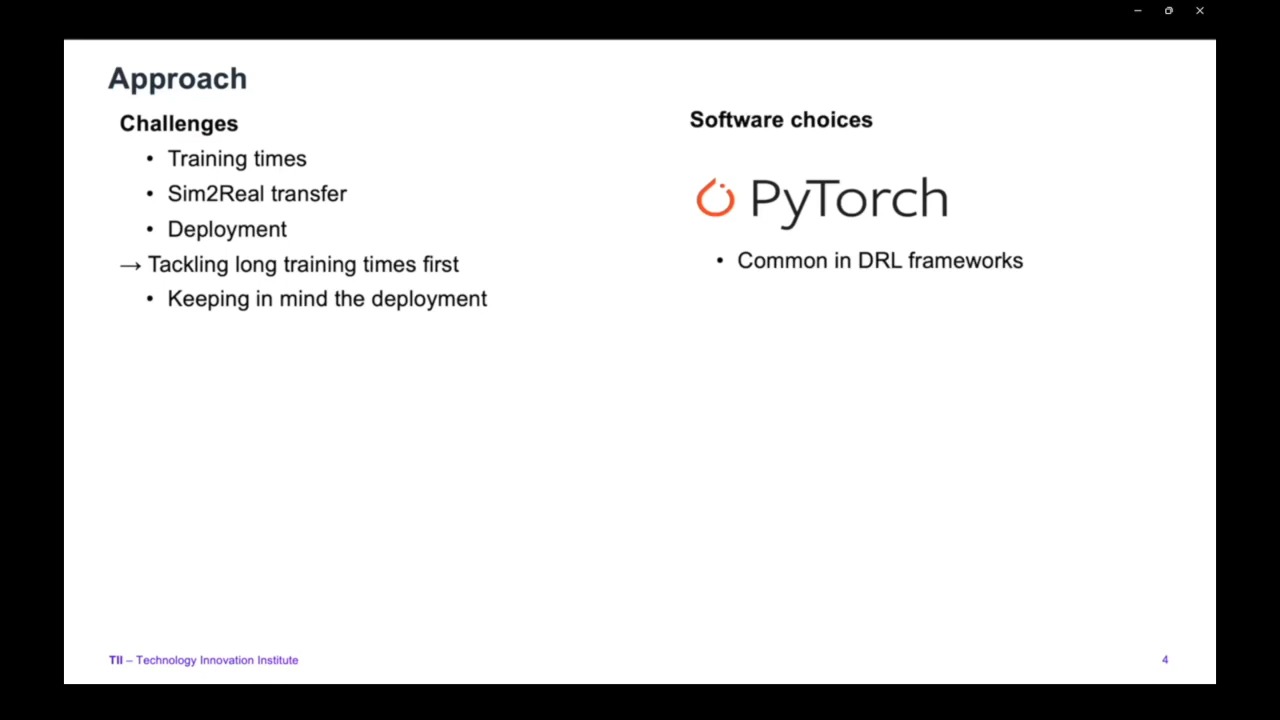 Approach
Challenges
• Training times
• Sim2Real transfer
• Deployment
→ Tackling long training times first
• Keeping in mind the deployment
Software choices
PyTorch
• Common in DRL frameworks
TII – Technology Innovation Institute
4